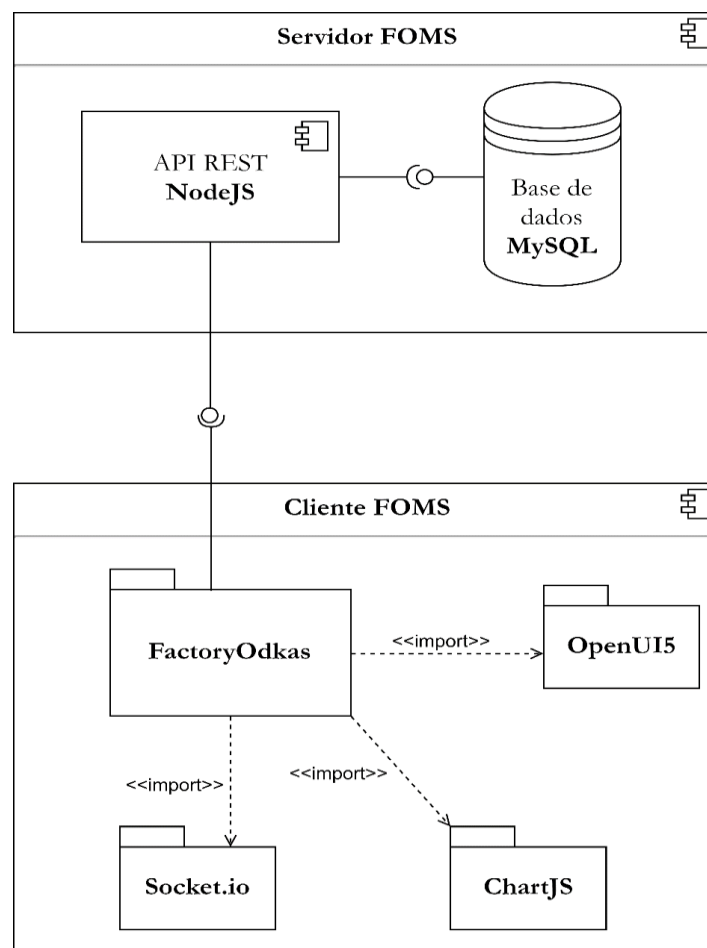 Servidor FOMS
API REST
NodeJS
Base de
dados
MySQL
Cliente FOMS
FactoryOdkas
<<import>>
OpenUI5
<<import>>
<<import>>
Socket.io
ChartJS